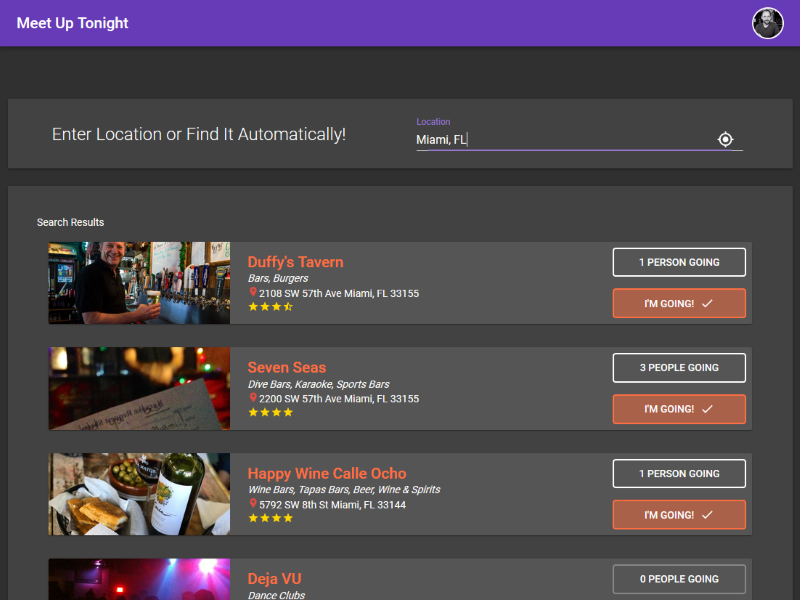 Meet Up Tonight
Enter Location or Find It Automatically!
Location
Miami, FL
Search Results
Duffy's Tavern
Bars, Burgers
2108 SW 57th Ave Miami, FL 33155
1 PERSON GOING
I'M GOING!
Seven Seas
Dive Bars, Karaoke, Sports Bars
2200 SW 57th Ave Miami, FL 33155
3 PEOPLE GOING
I'M GOING!
Happy Wine Calle Ocho
Wine Bars, Tapas Bars, Beer, Wine & Spirits
5792 SW 8th St Miami, FL 33144
1 PERSON GOING
I'M GOING!
Deja VU
Dance Clubs
0 PEOPLE GOING